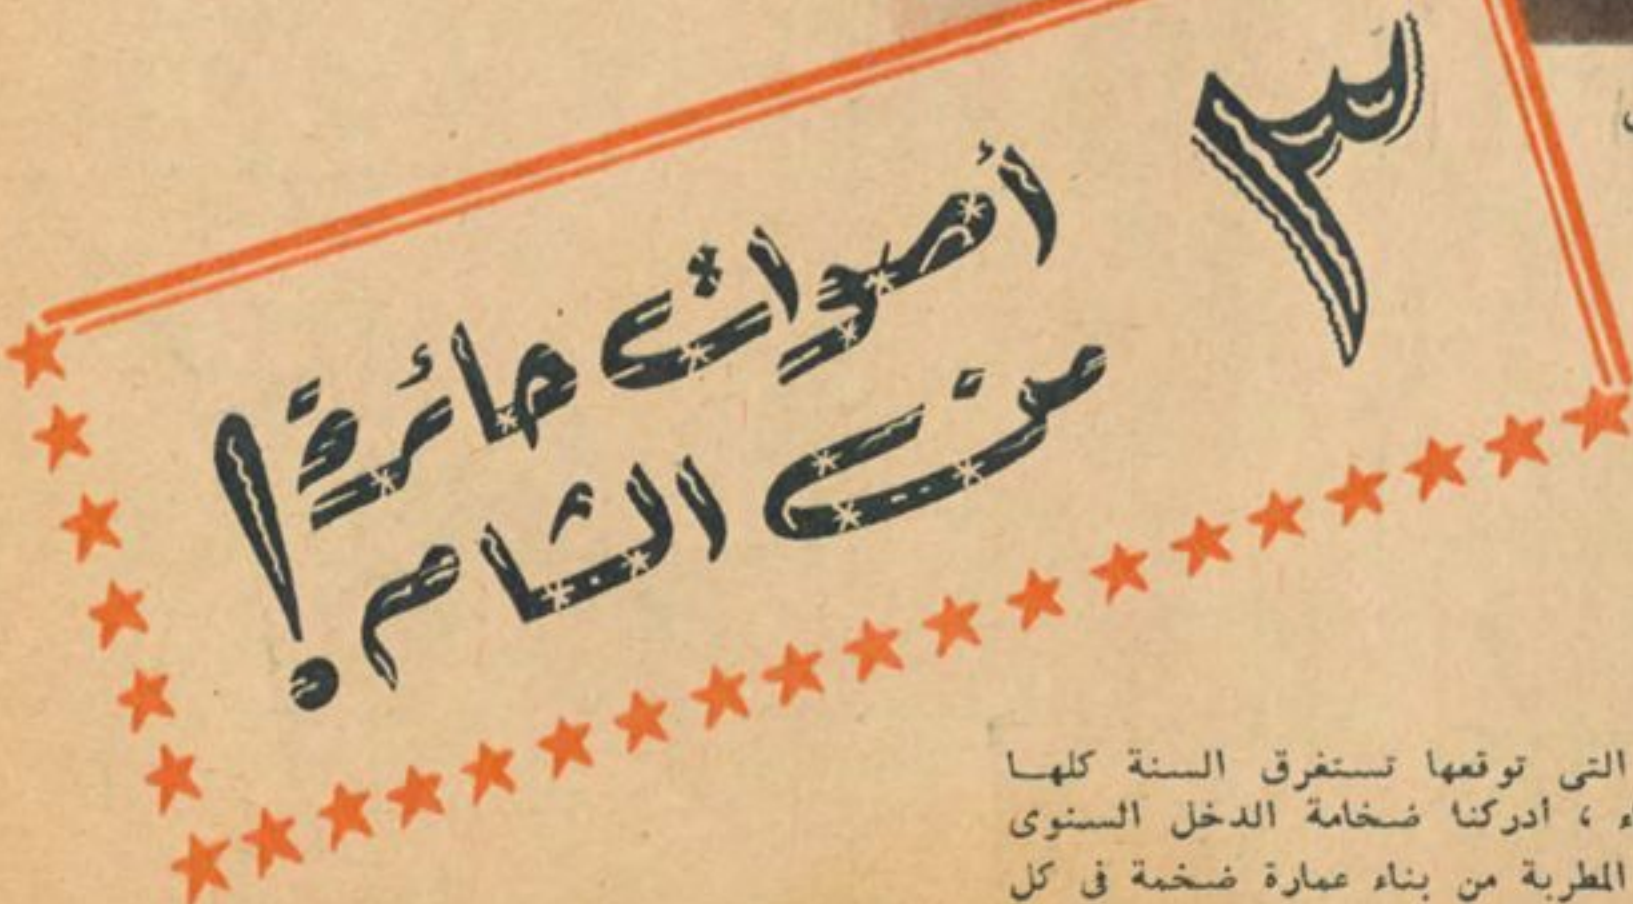 ٣
أصوات حائرة
من الشام!
التى توقعها تستغرق السنة كلهـا
ء ، أدركنا ضخامة الدخل السنوى
المطربة من بناء عمارة ضخمة فى كل